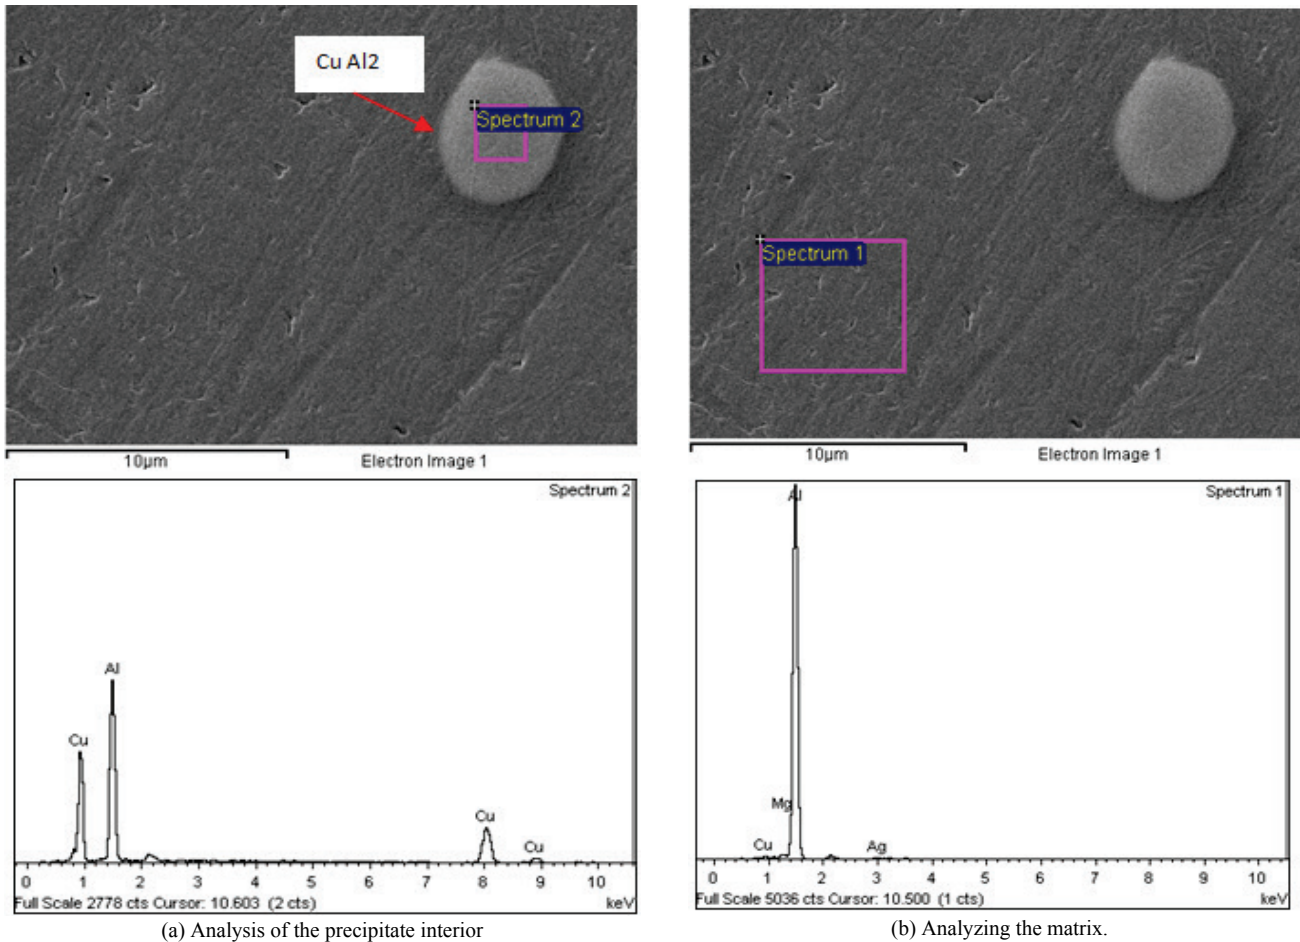 Cu Al2
Spectrum 2
10µm
Electron Image 1
Spectrum 1
10µm
Electron Image 1
Spectrum 2
Al
Cu
Cu
Cu
0 1 2 3 4 5 6 7 8 9 10
Full Scale 2778 cts Cursor: 10.603 (2 cts)
keV
Spectrum 1
Al
Mg
Cu
Ag
0 1 2 3 4 5 6 7 8 9 10
Full Scale 5036 cts Cursor: 10.500 (1 cts)
keV
(a) Analysis of the precipitate interior
(b) Analyzing the matrix.